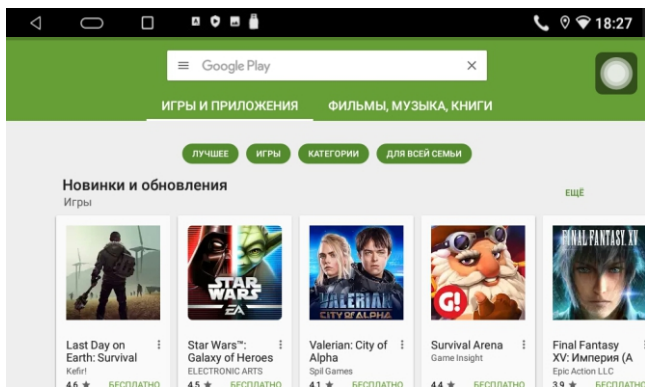 18:27
Google Play
ИГРЫ И ПРИЛОЖЕНИЯ ФИЛЬМЫ, МУЗЫКА, КНИГИ
ЛУЧШЕЕ ИГРЫ КАТЕГОРИИ ДЛЯ ВСЕЙ СЕМЬИ
Новинки и обновления
Игры
ЕЩЁ
STAR WARS
EA
VALERIAN
CITY OF ALPHA
G!
FINAL FANTASY XV
Last Day on
Earth: Survival
Kefir!
4.6 ★ БЕСПЛАТНО
Star Wars™:
Galaxy of Heroes
ELECTRONIC ARTS
4.5 ★ БЕСПЛАТНО
Valerian: City of
Alpha
Spil Games
4.1 ★ БЕСПЛАТНО
Survival Arena
Game Insight
4.4 ★ БЕСПЛАТНО
Final Fantasy
XV: Империя (A
Epic Action LLC
3.9 ★ БЕСПЛАТНО